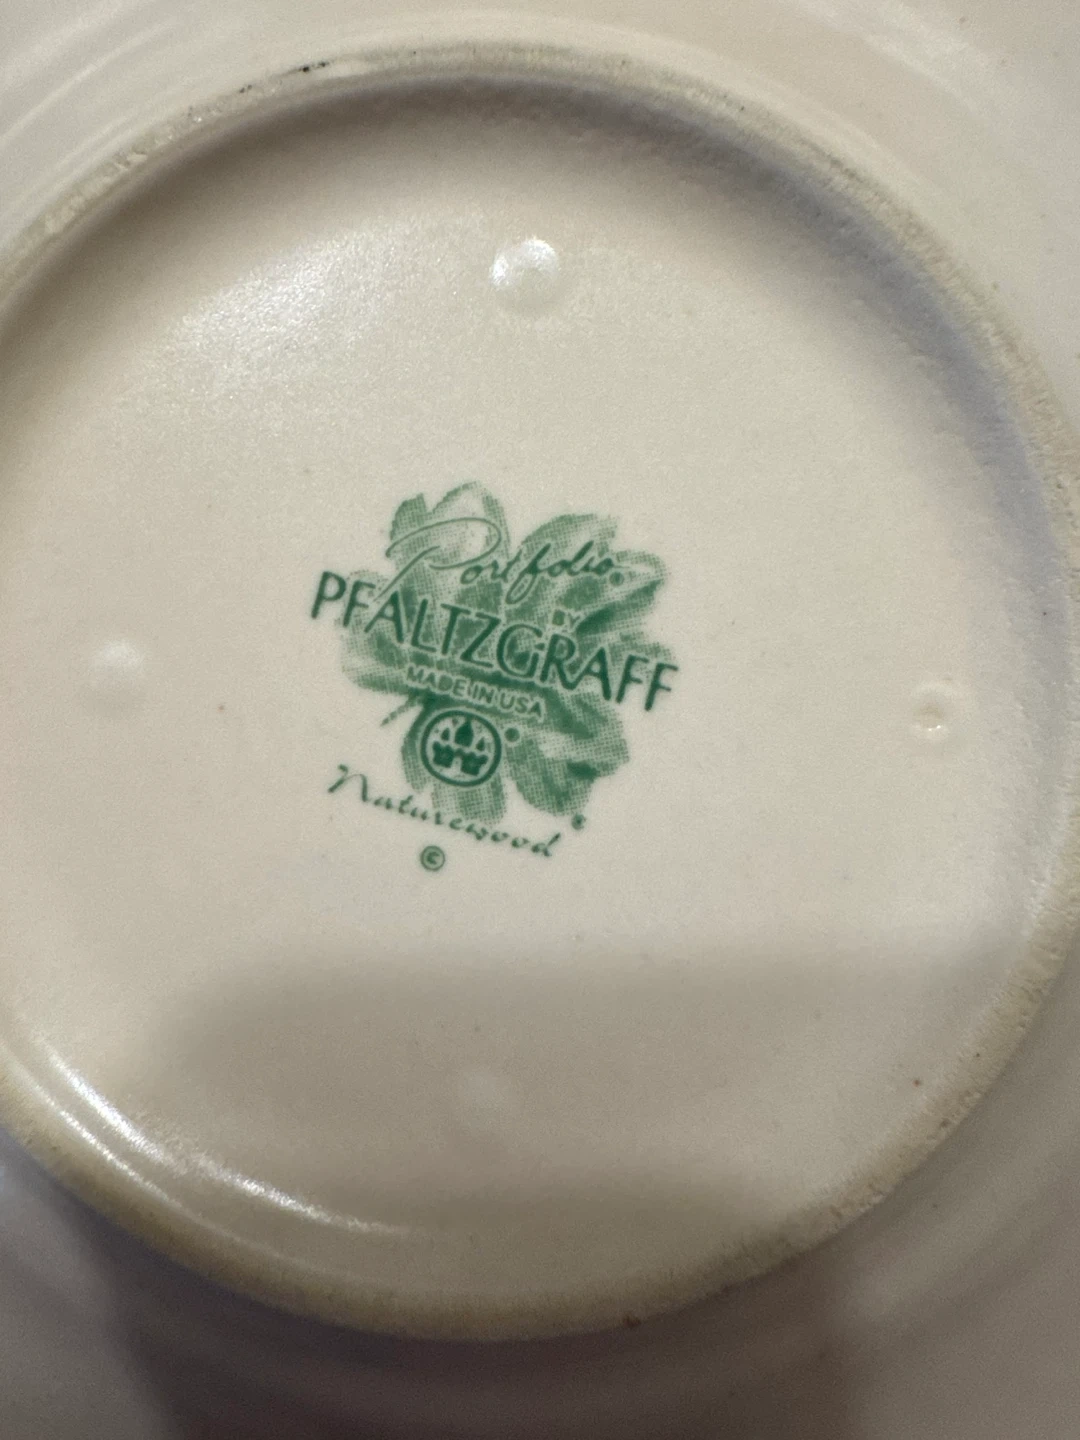 Portfolio®
BY
PFALTZGRAFF
MADE IN USA
®
Naturewood®
©